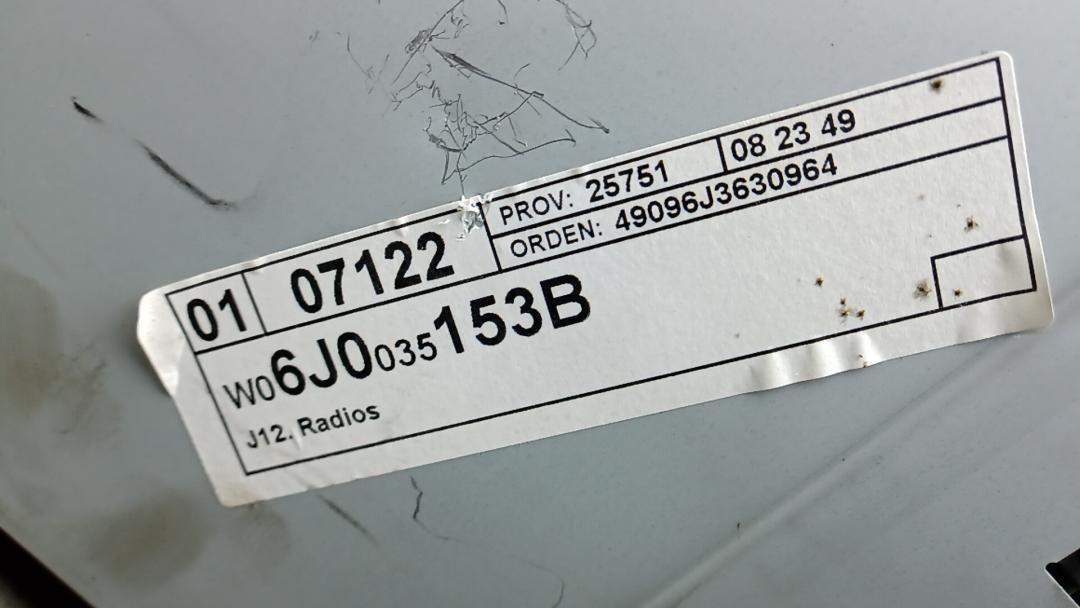 01 07122 PROV: 25751 08 23 49
ORDEN: 49096J3630964
W06J0035153B
J12. Radios